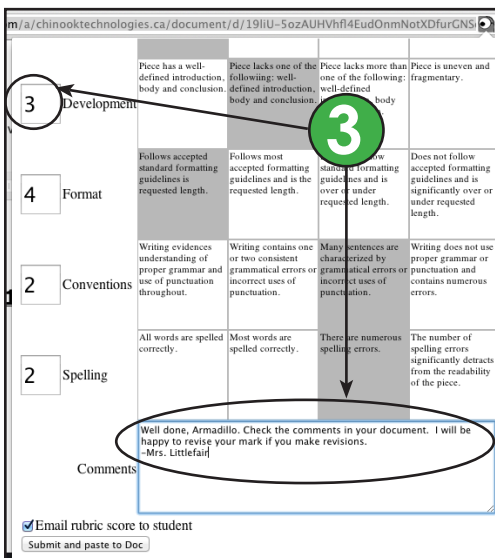 m/a/chinooktechnologies.ca/document/d/19liU-5ozAUHVhfl4EudOnmNotXDfurGNS
3
Development
Piece has a well-
defined introduction,
body and conclusion.
Piece lacks one of the
followiing: well-
defined introduction,
body and conclusion.
Piece lacks more than
one of the following:
well-defined
body
Piece is uneven and
fragmentary.
3
4
Format
Follows accepted
standard formatting
guidelines is
requested length.
Follows most
accepted formatting
guidelines and is the
requested length.
standard formatting
guidelines and is
over or under
requested length.
Does not follow
accepted formatting
guidelines and is
significantly over or
under requested
length.
2
Conventions
Writing evidences
understanding of
proper grammar and
use of punctuation
throughout.
Writing contains one
or two consistent
grammatical errors or
incorrect uses of
punctuation.
Many sentences are
characterized by
grammatical errors or
incorrect uses of
punctuation.
Writing does not use
proper grammar or
punctuation and
contains numerous
errors.
2
Spelling
All words are spelled
correctly.
Most words are
spelled correctly.
There are numerous
spelling errors.
The number of
spelling errors
significantly detracts
from the readability
of the piece.
Comments
Well done, Armadillo. Check the comments in your document. I will be
happy to revise your mark if you make revisions.
-Mrs. Littlefair
Email rubric score to student
Submit and paste to Doc